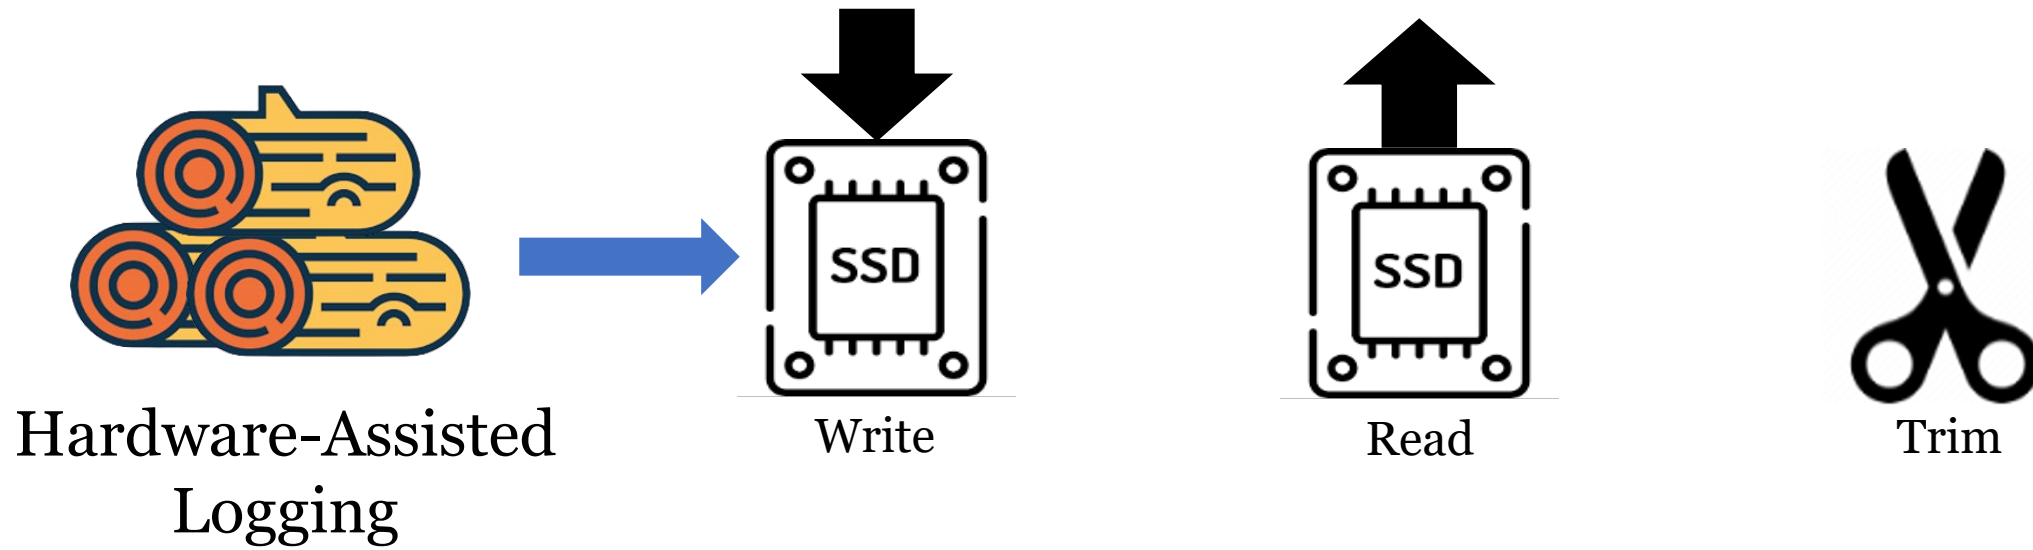 SSD
SSD
Write
Read
Trim
Hardware-Assisted
Logging